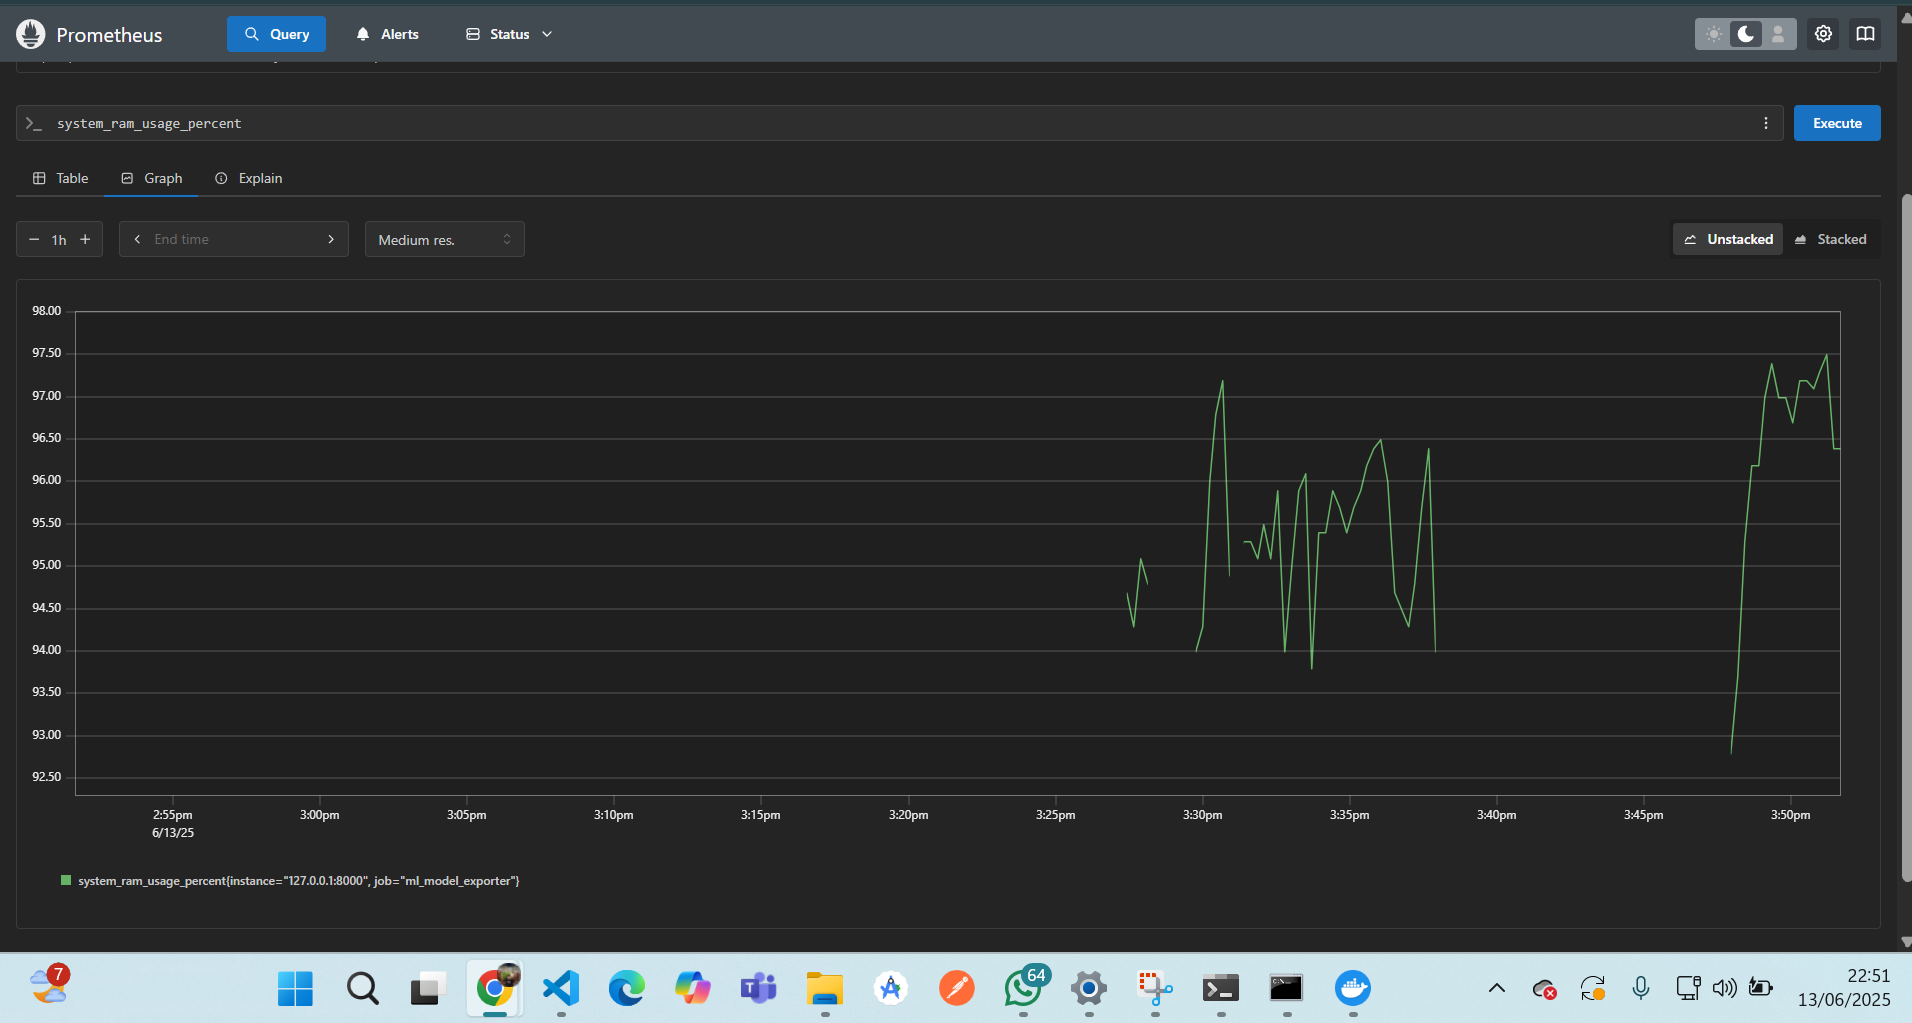 Prometheus
Query
Alerts
Status
system_ram_usage_percent
Execute
Table
Graph
Explain
1h
End time
Medium res.
Unstacked
Stacked
98.00
97.50
97.00
96.50
96.00
95.50
95.00
94.50
94.00
93.50
93.00
92.50
2:55pm 3:00pm 3:05pm 3:10pm 3:15pm 3:20pm 3:25pm 3:30pm 3:35pm 3:40pm 3:45pm 3:50pm
6/13/25
system_ram_usage_percent{instance="127.0.0.1:8000", job="ml_model_exporter"}
7
64
22:51
13/06/2025